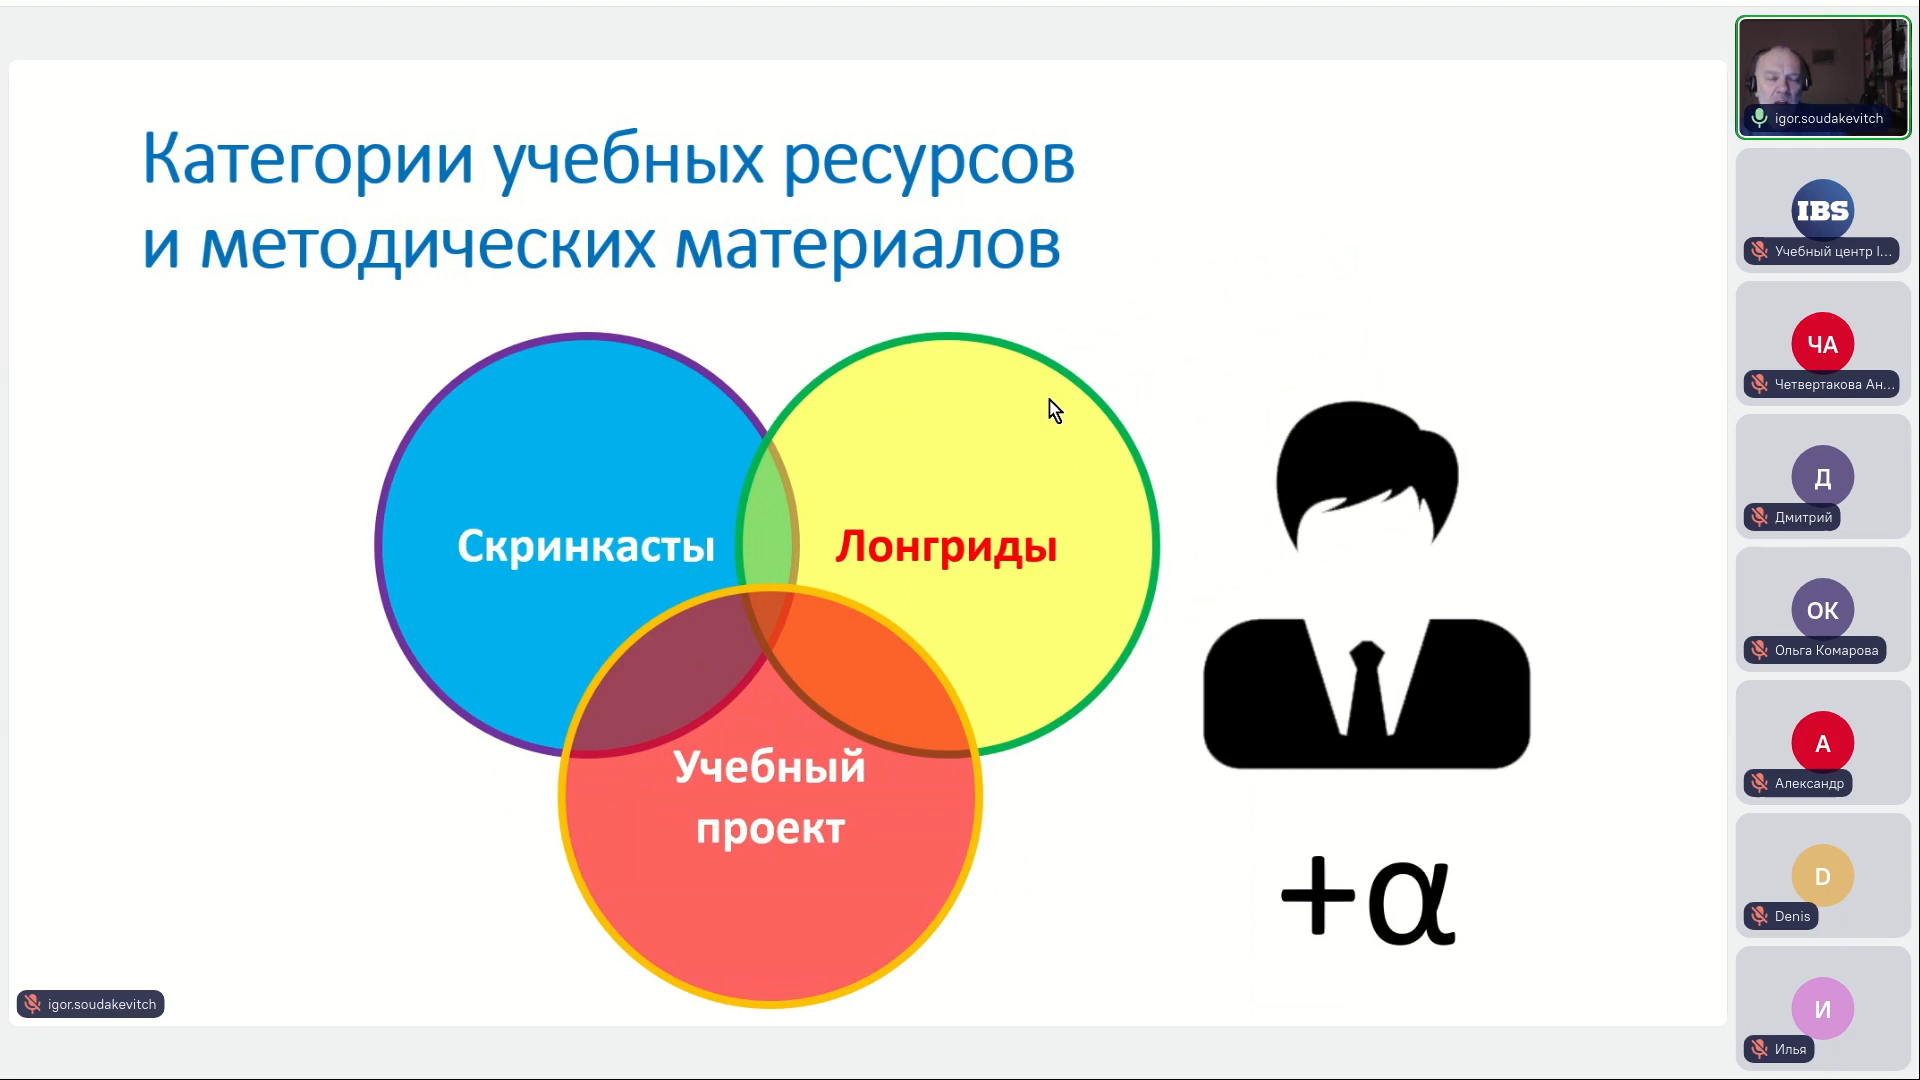 Категории учебных ресурсов
и методических материалов
Скринкасты
Лонгриды
Учебный
проект
+α
igor.soudakevitch
igor.soudakevitch
IBS
Учебный центр I...
ЧА
Четвертакова Ан...
Д
Дмитрий
ОК
Ольга Комарова
А
Александр
D
Denis
И
Илья